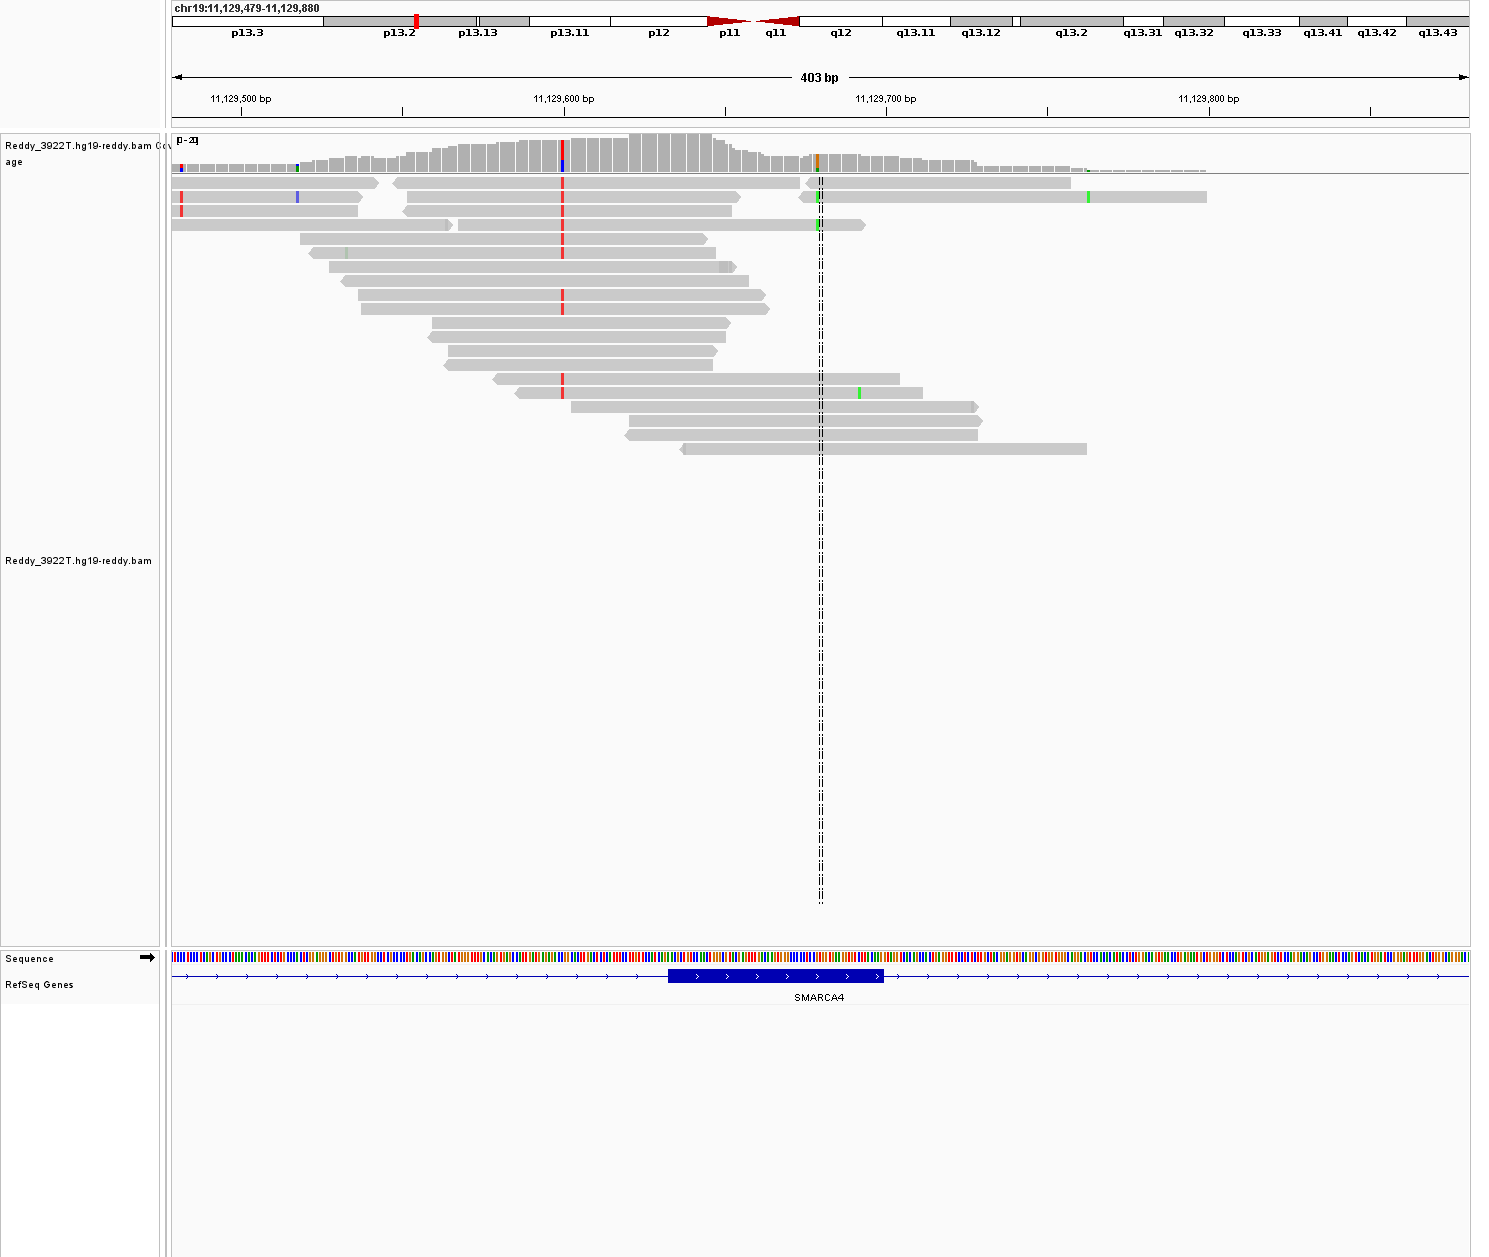 chr19:11,129,479-11,129,880
p13.3 p13.2 p13.13 p13.11 p12 p11 q11 q12 q13.11 q13.12 q13.2 q13.31 q13.32 q13.33 q13.41 q13.42 q13.43
403 bp
11,129,500 bp 11,129,600 bp 11,129,700 bp 11,129,800 bp
Reddy_3922T.hg19-reddy.bam Cov
age
[0 - 20]
Reddy_3922T.hg19-reddy.bam
Sequence
RefSeq Genes
SMARCA4